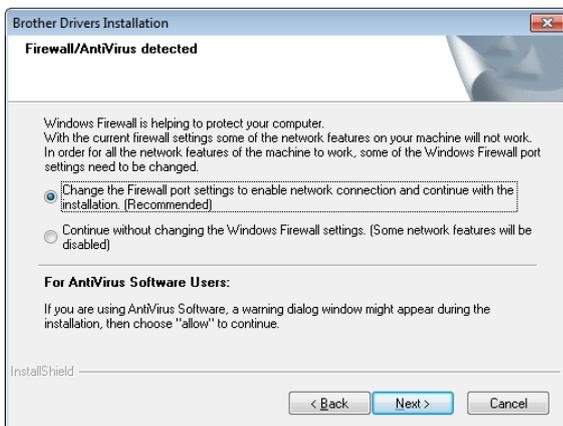 Brother Drivers Installation
Firewall/AntiVirus detected
Windows Firewall is helping to protect your computer.
With the current firewall settings some of the network features on your machine will not work.
In order for all the network features of the machine to work, some of the Windows Firewall port
settings need to be changed.
Change the Firewall port settings to enable network connection and continue with the
installation. (Recommended)
Continue without changing the Windows Firewall settings. (Some network features will be
disabled)
For AntiVirus Software Users:
If you are using AntiVirus Software, a warning dialog window might appear during the
installation, then choose "allow" to continue.
InstallShield
< Back
Next >
Cancel